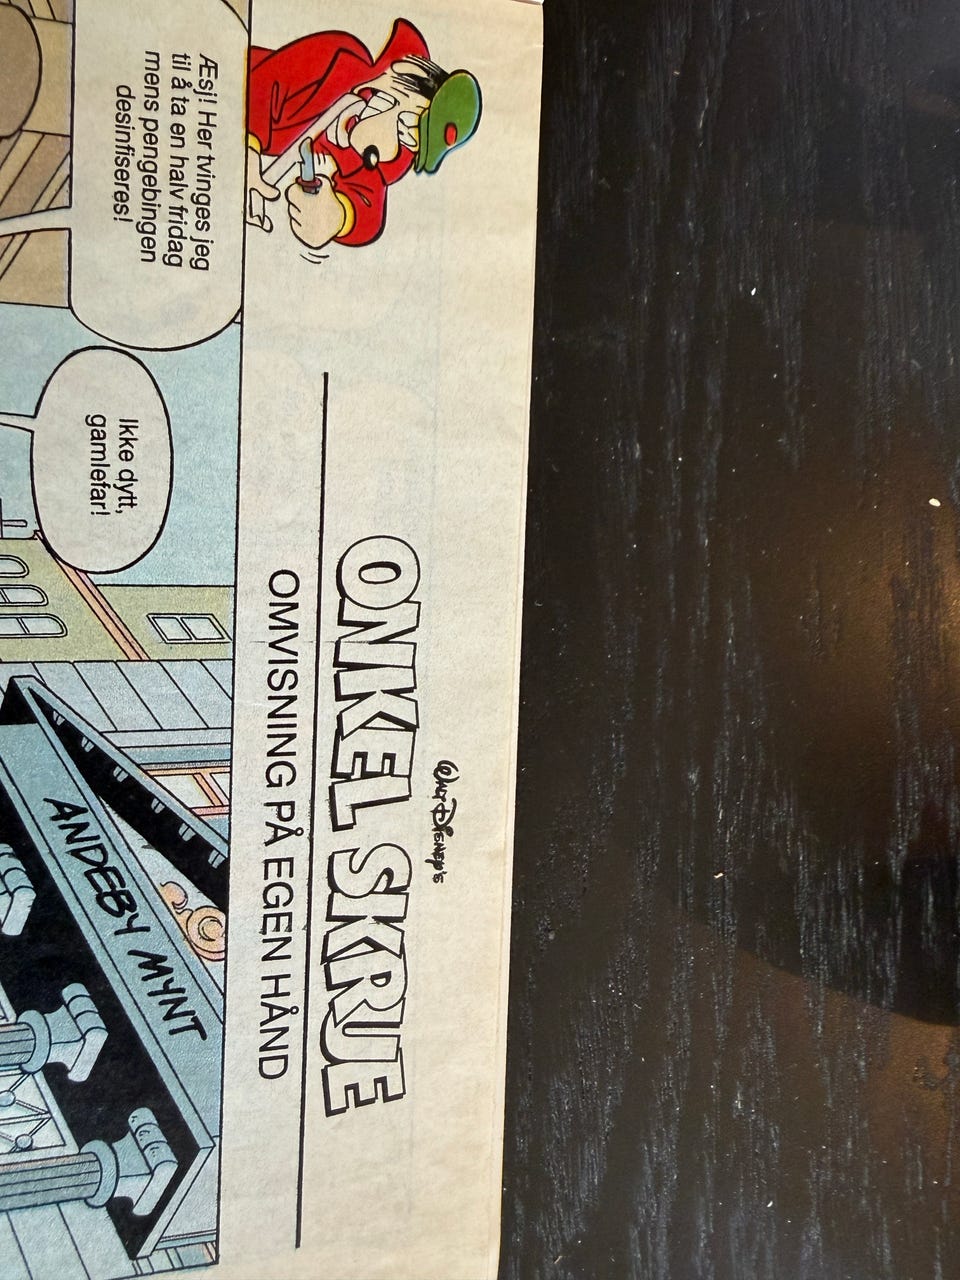 WALT DISNEY'S
ONKEL SKRUE
OMVISNING PÅ EGEN HÅND
Æsj! Her tvinges jeg
til å ta en halv fridag
mens pengebingen
desinfiseres!
Ikke dytt,
gamlefar!
ANDEBY MYNT